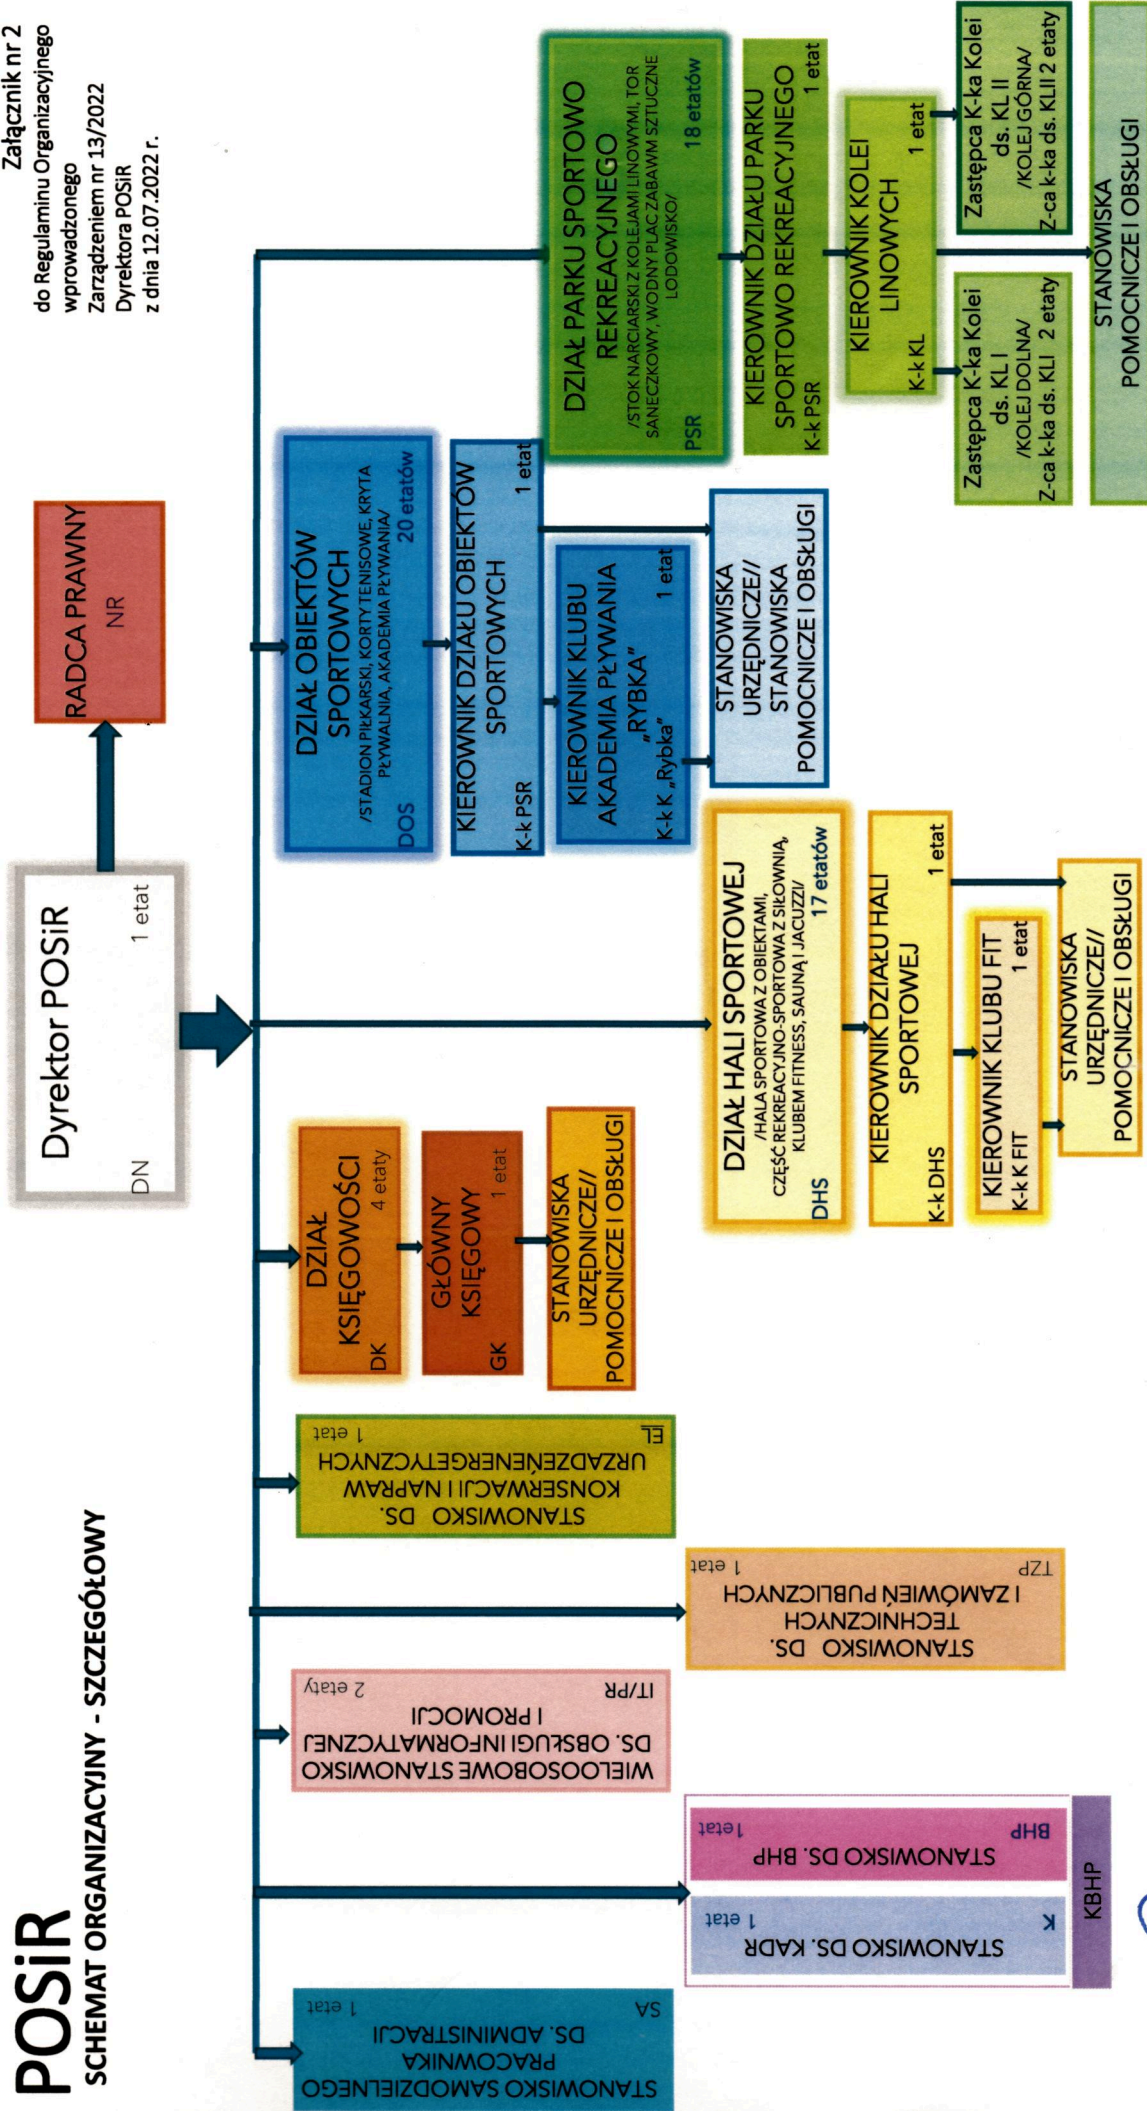 POSiR
SCHEMAT ORGANIZACYJNY - SZCZEGÓŁOWY
Załącznik nr 2
do Regulaminu Organizacyjnego
wprowadzonego
Zarządzeniem nr 13/2022
Dyrektora POSiR
z dnia 12.07.2022 r.
Dyrektor POSiR
DN
1 etat
RADCA PRAWNY
NR
STANOWISKO SAMODZIELNEGO
PRACOWNIKA
DS. ADMINISTRACJI
SA
1 etat
STANOWISKO DS. KADR
K
1 etat
STANOWISKO DS. BHP
BHP
1etat
KBHP
WIELOOSOBOWE STANOWISKO
DS. OBSŁUGI INFORMATYCZNEJ
I PROMOCJI
IT/PR
2 etaty
STANOWISKO DS.
TECHNICZNYCH
I ZAMÓWIEŃ PUBLICZNYCH
TZP
1 etat
STANOWISKO DS.
KONSERWACJI I NAPRAW
URZADZEŃENERGETYCZNYCH
EL
1 etat
DZIAŁ
KSIĘGOWOŚCI
DK
4 etaty
GŁÓWNY
KSIĘGOWY
GK
1 etat
STANOWISKA
URZĘDNICZE//
POMOCNICZE I OBSŁUGI
DZIAŁ HALI SPORTOWEJ
/HALA SPORTOWA Z OBIEKTAMI,
CZĘŚĆ REKREACYJNO-SPORTOWA Z SIŁOWNIĄ,
KLUBEM FITNESS, SAUNĄ I JACUZZI/
DHS
17 etatów
KIEROWNIK DZIAŁU HALI
SPORTOWEJ
K-k DHS
1 etat
KIEROWNIK KLUBU FIT
K-k K FIT
1 etat
STANOWISKA
URZĘDNICZE//
POMOCNICZE I OBSŁUGI
DZIAŁ OBIEKTÓW
SPORTOWYCH
/STADION PIŁKARSKI, KORTY TENISOWE, KRYTA
PŁYWALNIA, AKADEMIA PŁYWANIA/
DOS
20 etatów
KIEROWNIK DZIAŁU OBIEKTÓW
SPORTOWYCH
K-k PSR
1 etat
KIEROWNIK KLUBU
AKADEMIA PŁYWANIA
„RYBKA”
K-k K „Rybka”
1 etat
STANOWISKA
URZĘDNICZE//
STANOWISKA
POMOCNICZE I OBSŁUGI
DZIAŁ PARKU SPORTOWO
REKREACYJNEGO
/STOK NARCIARSKI Z KOLEJAMI LINOWYMI, TOR
SANECZKOWY, WODNY PLAC ZABAWM SZTUCZNE
LODOWISKO/
PSR
18 etatów
KIEROWNIK DZIAŁU PARKU
SPORTOWO REKREACYJNEGO
K-k PSR
1 etat
KIEROWNIK KOLEI
LINOWYCH
K-k KL
1 etat
Zastępca K-ka Kolei
ds. KL I
/KOLEJ DOLNA/
Z-ca k-ka ds. KLI 2 etaty
Zastępca K-ka Kolei
ds. KL II
/KOLEJ GÓRNA/
Z-ca k-ka ds. KLII 2 etaty
STANOWISKA
POMOCNICZE I OBSŁUGI